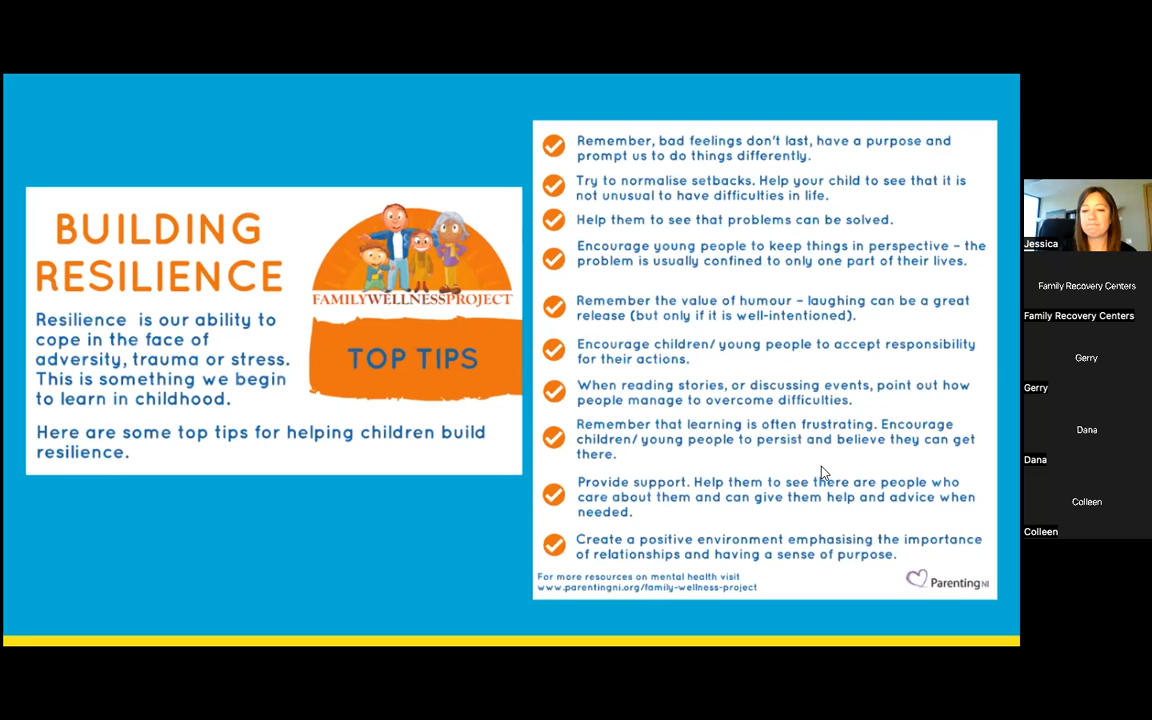 BUILDING
RESILIENCE
Resilience is our ability to
cope in the face of
adversity, trauma or stress.
This is something we begin
to learn in childhood.
Here are some top tips for helping children build
resilience.
FAMILYWELLNESSPROJECT
TOP TIPS
Remember, bad feelings don't last, have a purpose and
prompt us to do things differently.
Try to normalise setbacks. Help your child to see that it is
not unusual to have difficulties in life.
Help them to see that problems can be solved.
Encourage young people to keep things in perspective – the
problem is usually confined to only one part of their lives.
Remember the value of humour – laughing can be a great
release (but only if it is well-intentioned).
Encourage children/ young people to accept responsibility
for their actions.
When reading stories, or discussing events, point out how
people manage to overcome difficulties.
Remember that learning is often frustrating. Encourage
children/ young people to persist and believe they can get
there.
Provide support. Help them to see there are people who
care about them and can give them help and advice when
needed.
Create a positive environment emphasising the importance
of relationships and having a sense of purpose.
For more resources on mental health visit
www.parentingni.org/family-wellness-project
Parenting NI
Jessica
Family Recovery Centers
Family Recovery Centers
Gerry
Gerry
Dana
Dana
Colleen
Colleen